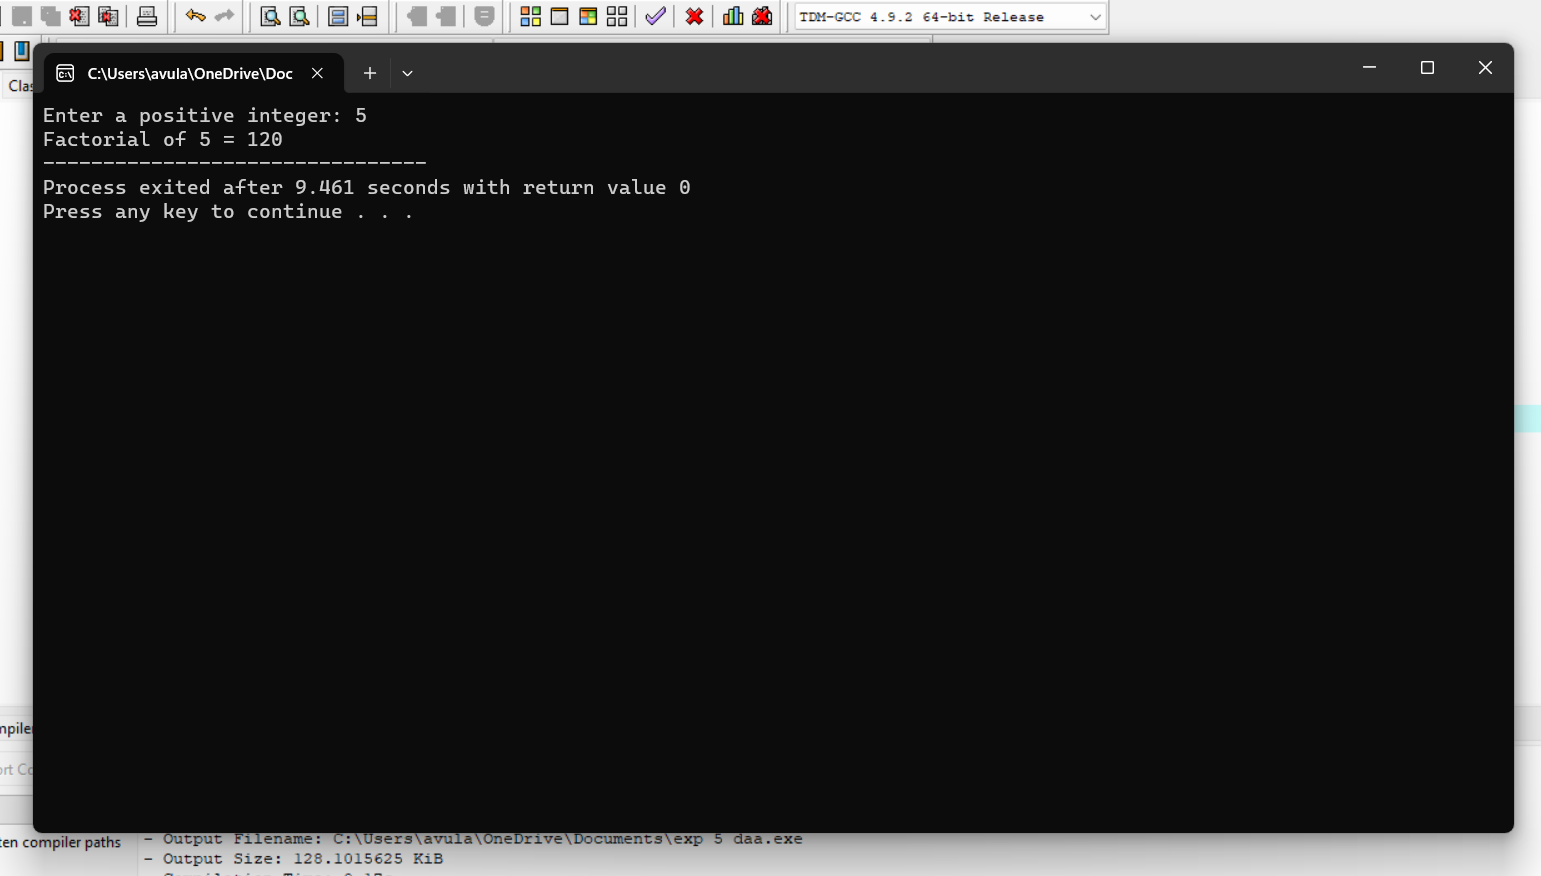 TDM-GCC 4.9.2 64-bit Release
C:\Users\avula\OneDrive\Doc
Enter a positive integer: 5
Factorial of 5 = 120
--------------------------------
Process exited after 9.461 seconds with return value 0
Press any key to continue . . .
- Output Filename: C:\Users\avula\OneDrive\Documents\exp 5 daa.exe
compiler paths
- Output Size: 128.1015625 KiB